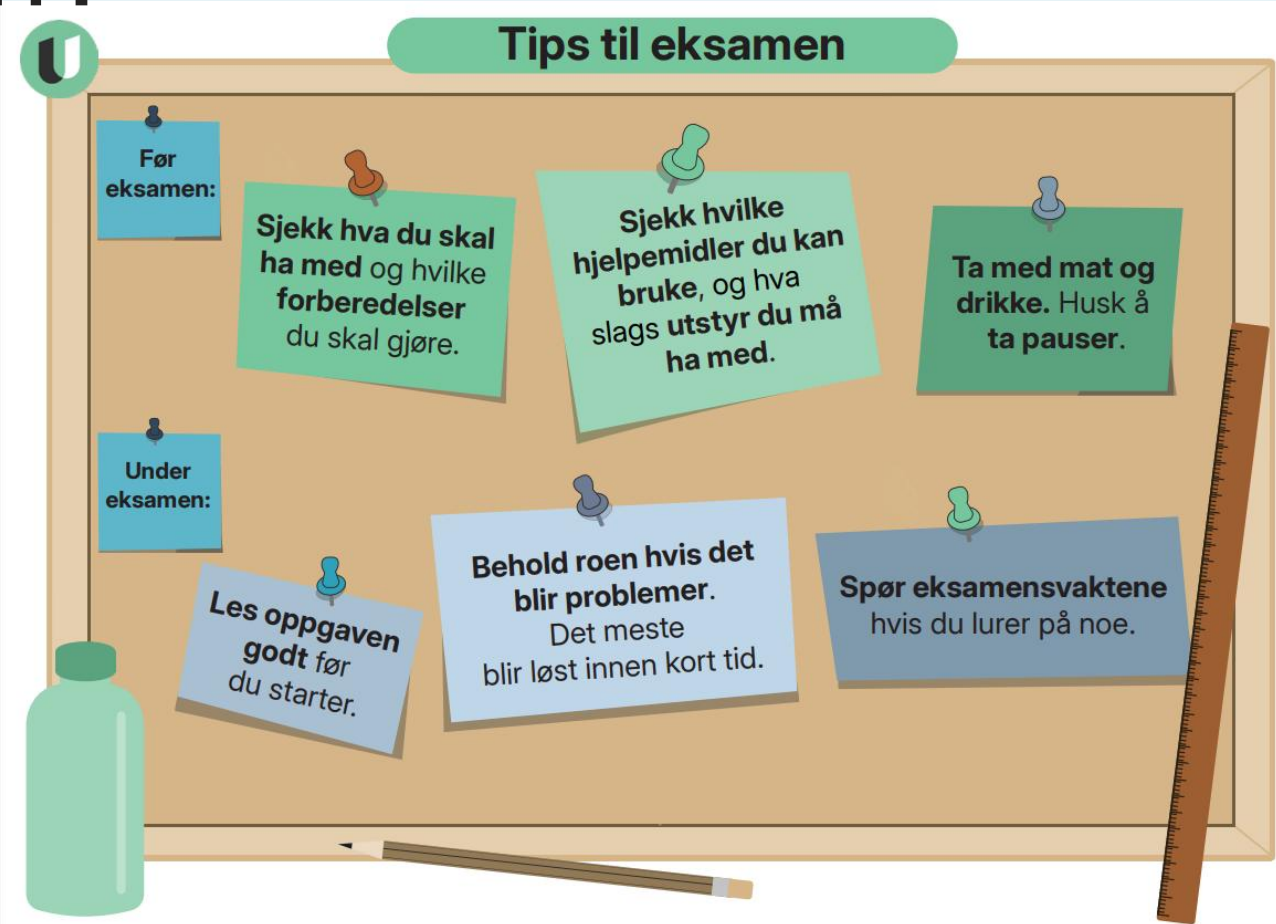 Tips til eksamen
Før
eksamen:
Sjekk hva du skal
ha med og hvilke
forberedelser
du skal gjøre.
Sjekk hvilke
hjelpemidler du kan
bruke, og hva
slags utstyr du må
ha med.
Ta med mat og
drikke. Husk å
ta pauser.
Under
eksamen:
Les oppgaven
godt før
du starter.
Behold roen hvis det
blir problemer.
Det meste
blir løst innen kort tid.
Spør eksamensvaktene
hvis du lurer på noe.